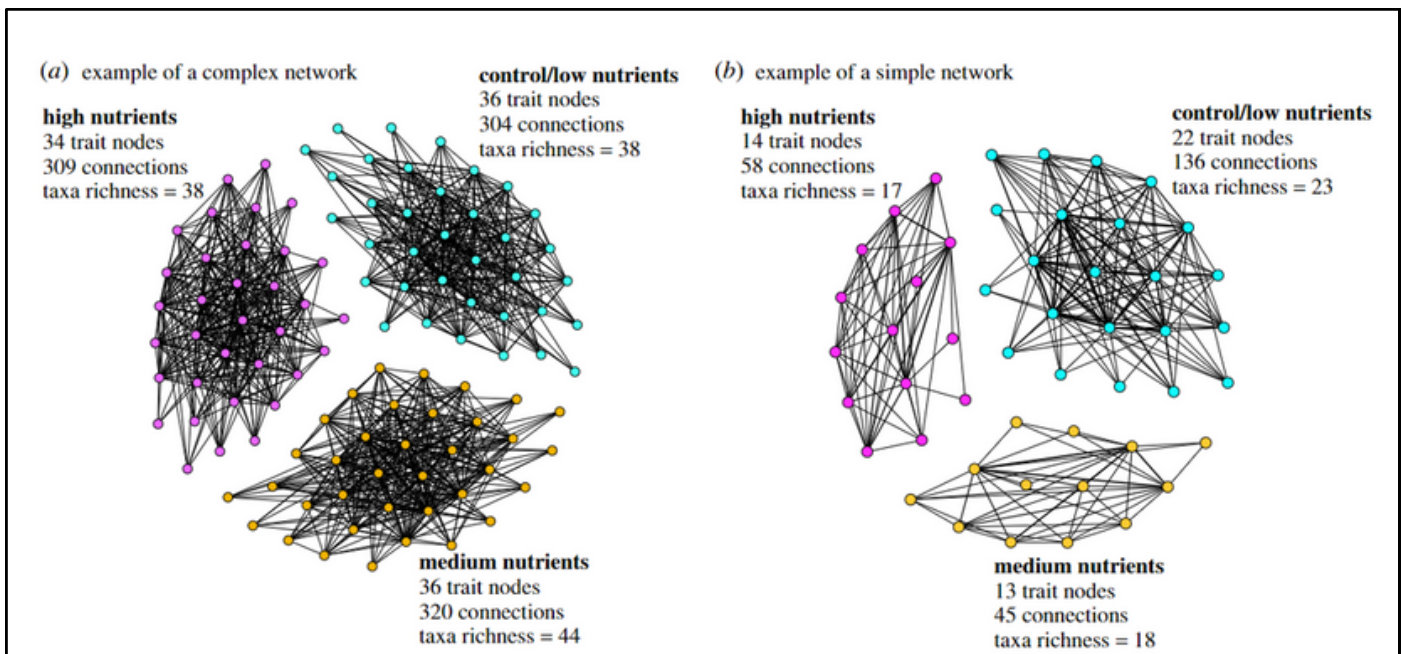 (a) example of a complex network
high nutrients
34 trait nodes
309 connections
taxa richness = 38
control/low nutrients
36 trait nodes
304 connections
taxa richness = 38
medium nutrients
36 trait nodes
320 connections
taxa richness = 44
(b) example of a simple network
high nutrients
14 trait nodes
58 connections
taxa richness = 17
control/low nutrients
22 trait nodes
136 connections
taxa richness = 23
medium nutrients
13 trait nodes
45 connections
taxa richness = 18